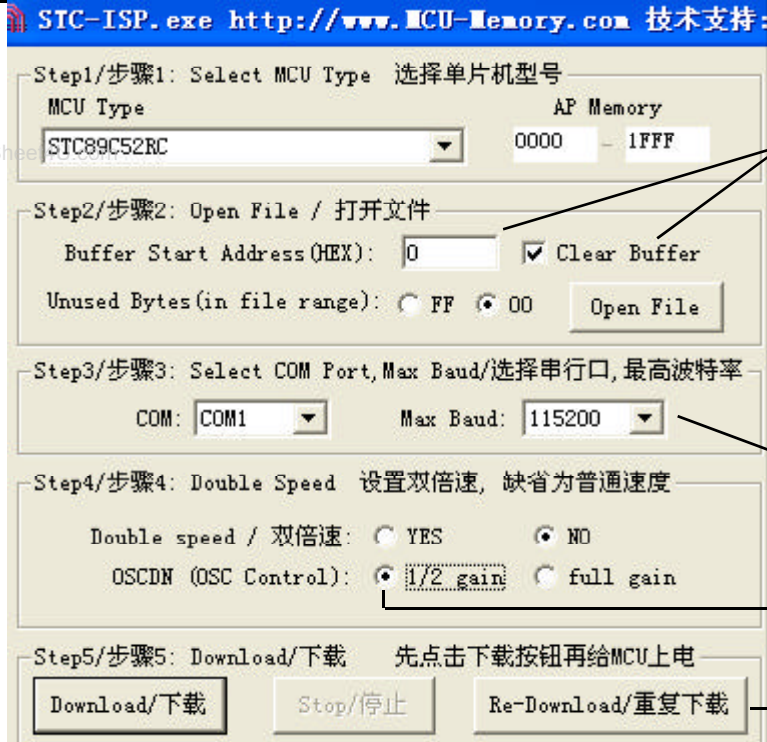 STC-ISP.exe http://www.MCU-Memory.com 技术支持:
Step1/步骤1: Select MCU Type 选择单片机型号
MCU Type AP Memory
STC89C52RC 0000 - 1FFF
Step2/步骤2: Open File / 打开文件
Buffer Start Address(HEX): 0 Clear Buffer
Unused Bytes(in file range): FF 00 Open File
Step3/步骤3: Select COM Port,Max Baud/选择串行口,最高波特率
COM: COM1 Max Baud: 115200
Step4/步骤4: Double Speed 设置双倍速, 缺省为普通速度
Double speed / 双倍速: YES NO
OSCDN (OSC Control): 1/2 gain full gain
Step5/步骤5: Download/下载 先点击下载按钮再给MCU上电
Download/下载 Stop/停止 Re-Download/重复下载